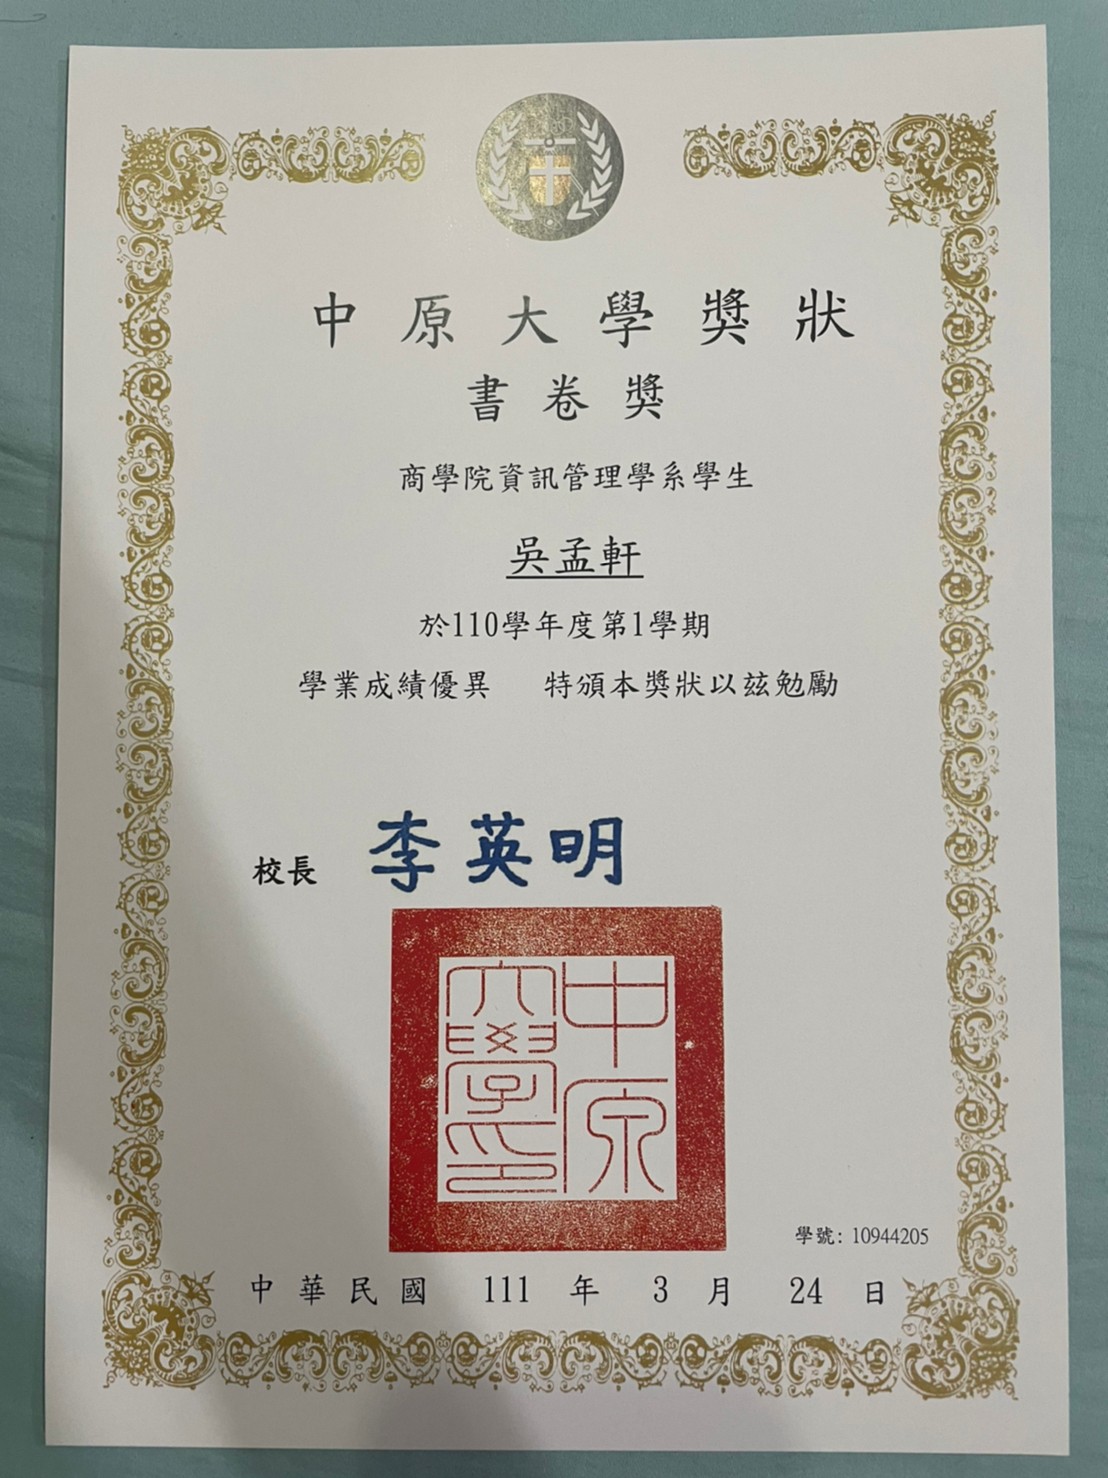 中原大學獎狀
書卷獎
商學院資訊管理學系學生
吳孟軒
於110學年度第1學期
學業成績優異　特頒本獎狀以茲勉勵
校長 李英明
中原
大學印
學號: 10944205
中華民國 111 年 3 月 24 日